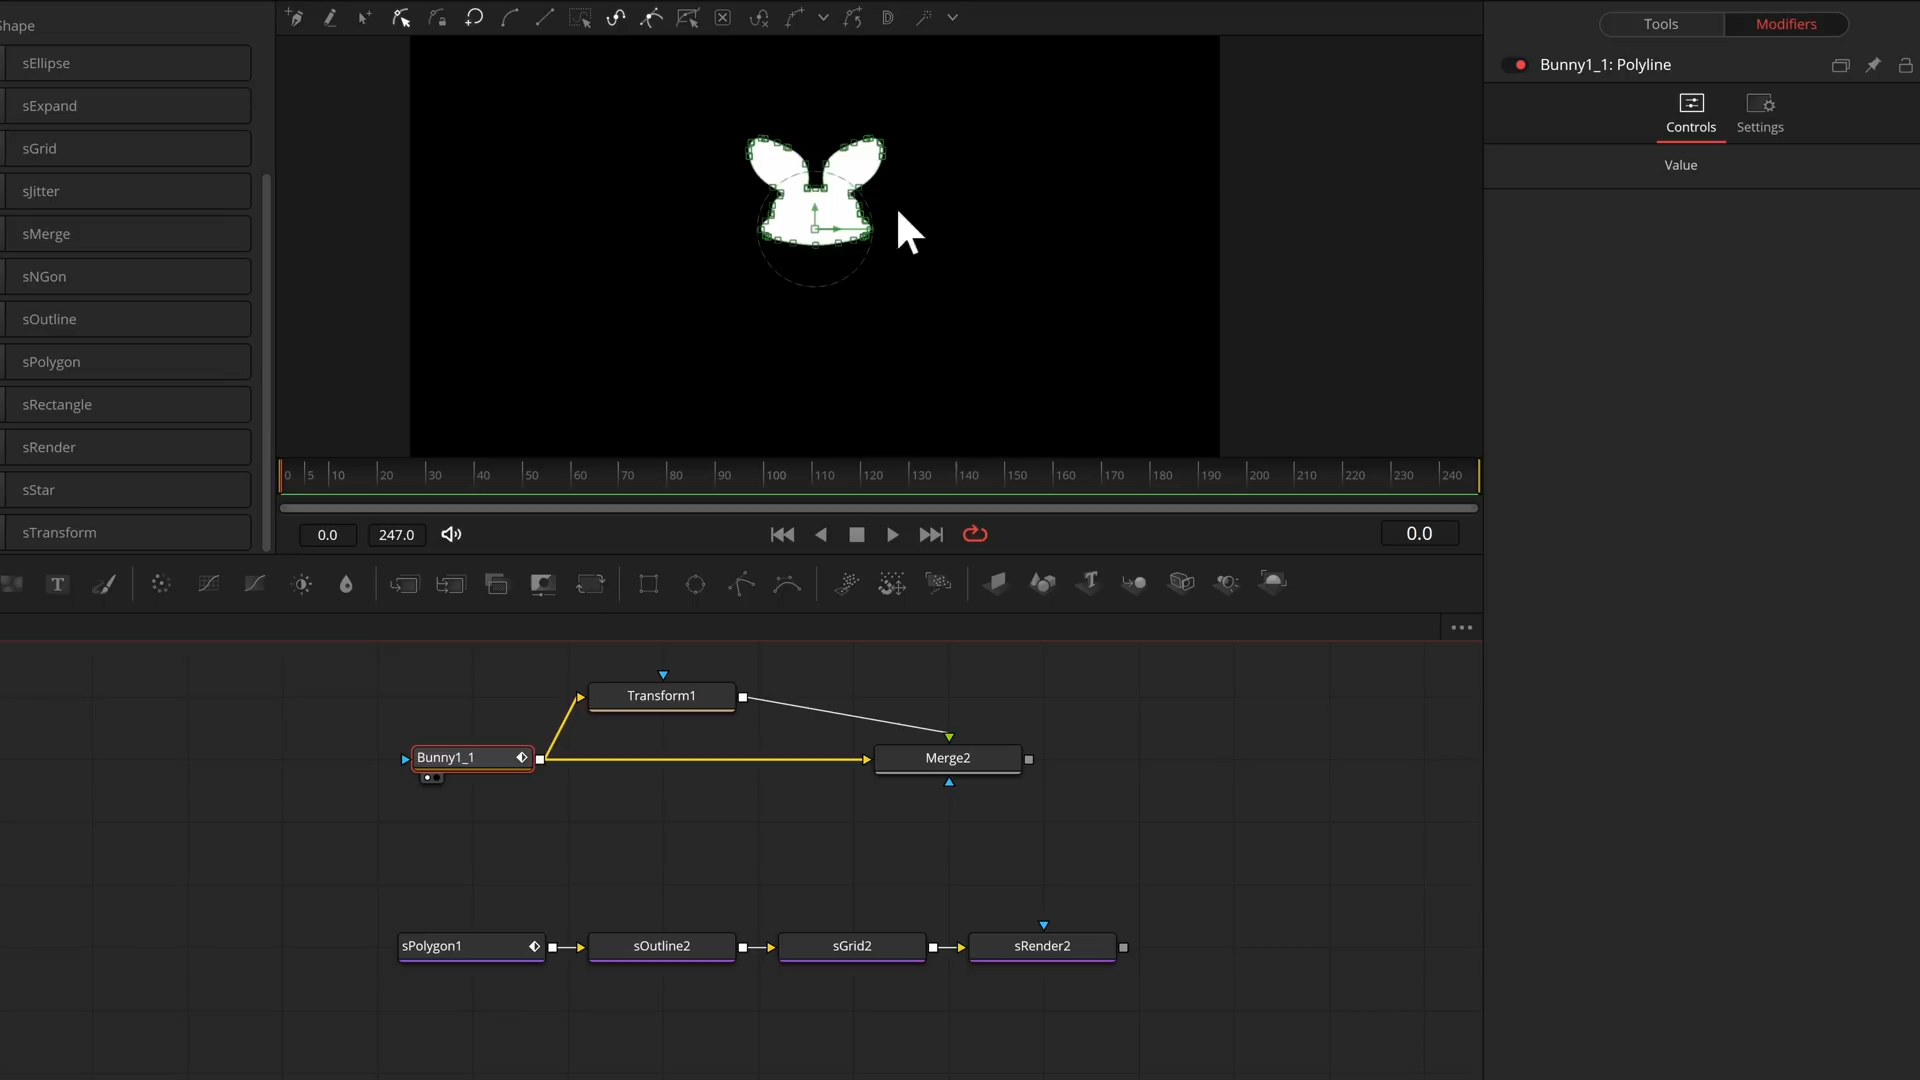 Shape
sEllipse
sExpand
sGrid
sJitter
sMerge
sNGon
sOutline
sPolygon
sRectangle
sRender
sStar
sTransform
D
0 5 10 20 30 40 50 60 70 80 90 100 110 120 130 140 150 160 170 180 190 200 210 220 230 240
0.0 247.0 0.0
T
Transform1
Bunny1_1
Merge2
sPolygon1 sOutline2 sGrid2 sRender2
Tools Modifiers
Bunny1_1: Polyline
Controls Settings
Value